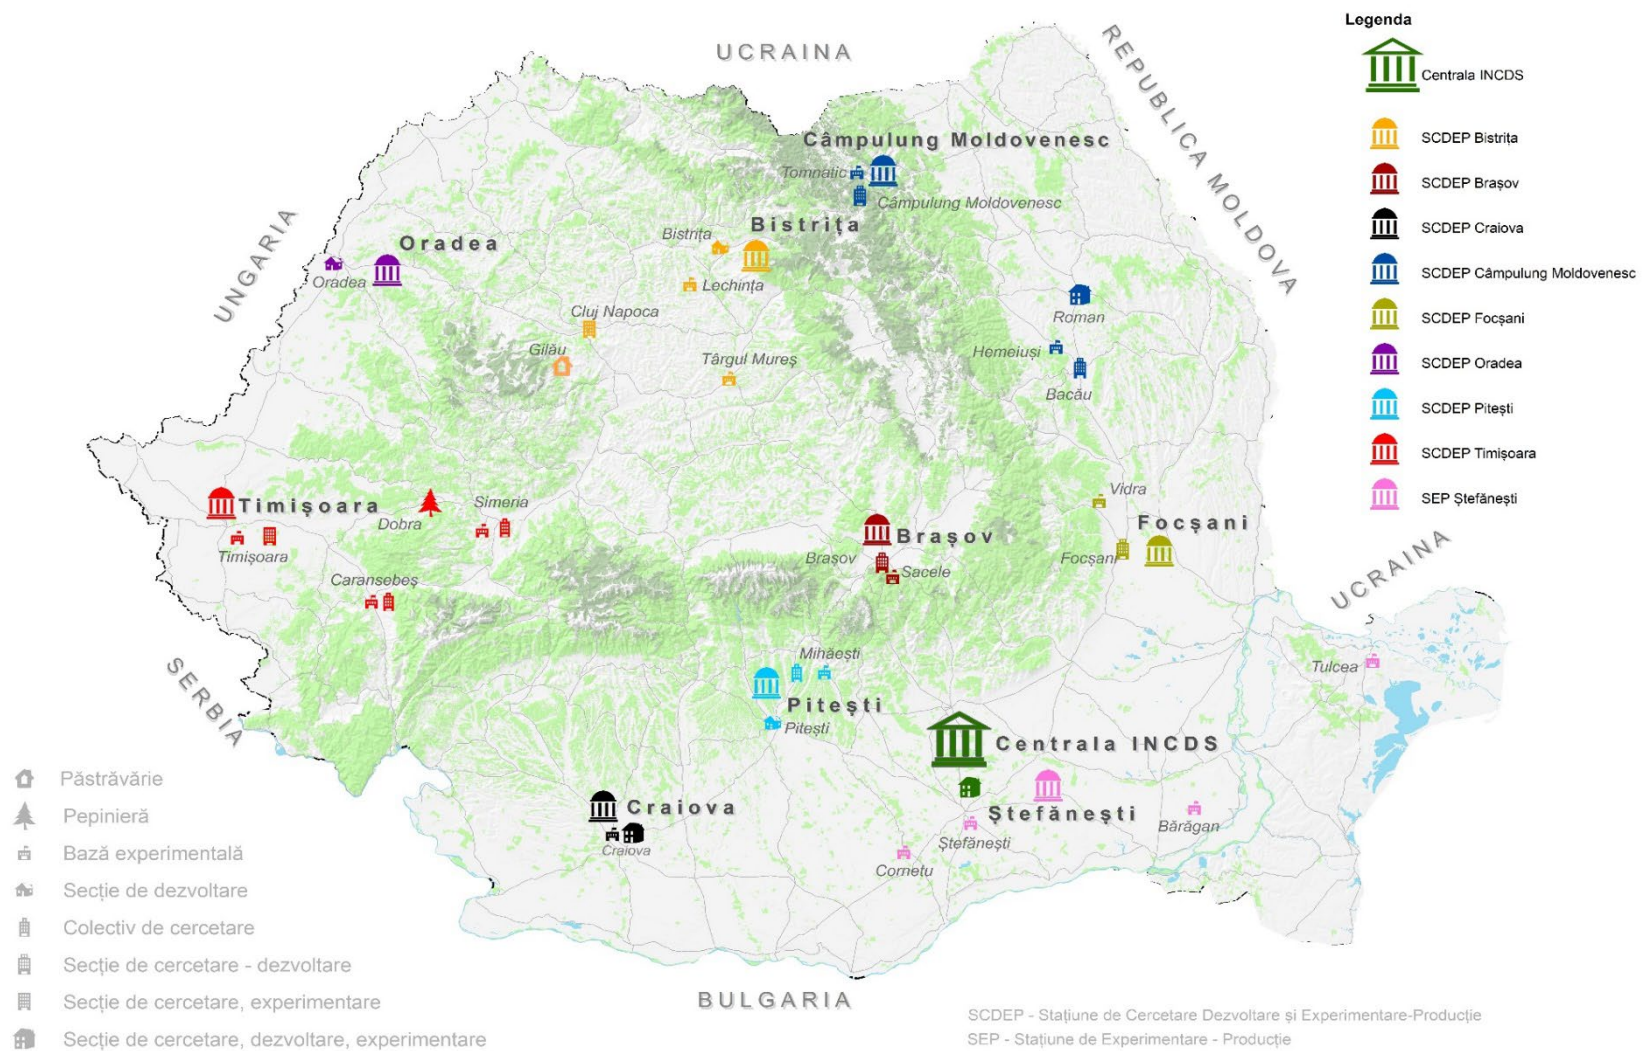 Legenda
Centrala INCDS
SCDEP Bistrița
SCDEP Brașov
SCDEP Craiova
SCDEP Câmpulung Moldovenesc
SCDEP Focșani
SCDEP Oradea
SCDEP Pitești
SCDEP Timișoara
SEP Ștefănești
UCRAINA
REPUBLICA MOLDOVA
UNGARIA
Câmpulung Moldovenesc
Tomnatic
Câmpulung Moldovenesc
Bistrița
Bistrița
Lechința
Oradea
Oradea
Cluj Napoca
Gilău
Târgul Mureș
Roman
Hemeiuși
Bacău
Timișoara
Timișoara
Dobra
Simeria
Caransebeș
Brașov
Brașov
Sacele
Vidra
Focșani
Focșani
UCRAINA
Tulcea
SERBIA
Mihăești
Pitești
Pitești
Centrala INCDS
Ștefănești
Ștefănești
Bărăgan
Cornetu
Craiova
Craiova
BULGARIA
Păstrăvărie
Pepinieră
Bază experimentală
Secție de dezvoltare
Colectiv de cercetare
Secție de cercetare - dezvoltare
Secție de cercetare, experimentare
Secție de cercetare, dezvoltare, experimentare
SCDEP - Stațiune de Cercetare Dezvoltare și Experimentare-Producție
SEP - Stațiune de Experimentare - Producție